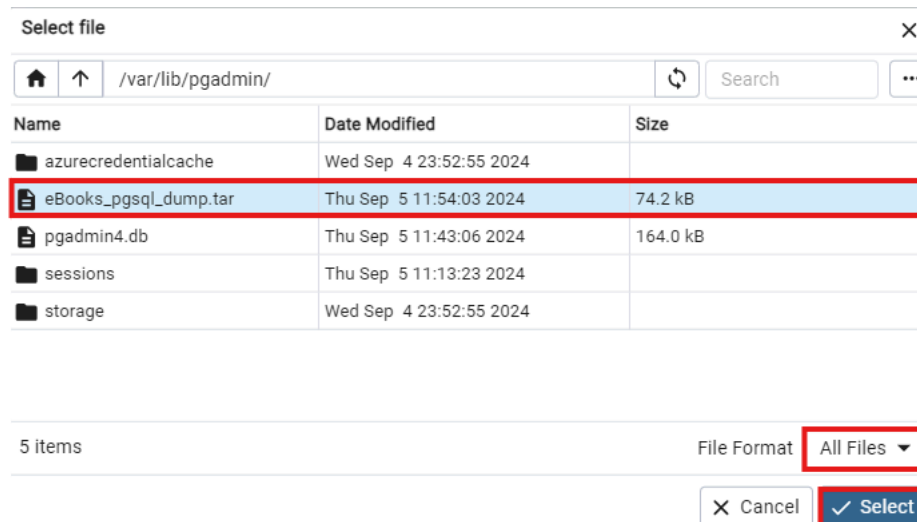 Select file
/var/lib/pgadmin/ Search
Name Date Modified Size
azurecredentialcache Wed Sep 4 23:52:55 2024
eBooks_pgsql_dump.tar Thu Sep 5 11:54:03 2024 74.2 kB
pgadmin4.db Thu Sep 5 11:43:06 2024 164.0 kB
sessions Thu Sep 5 11:13:23 2024
storage Wed Sep 4 23:52:55 2024
5 items File Format All Files
Cancel Select